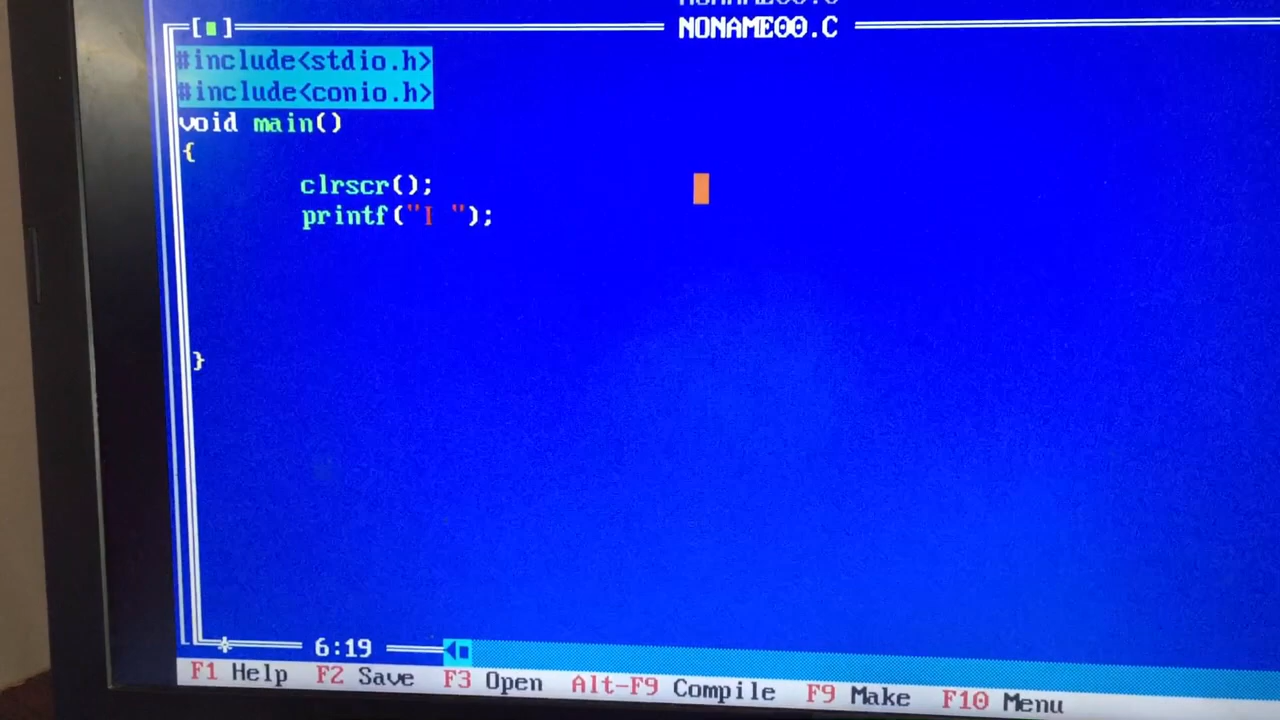 NONAME00.C
#include<stdio.h>
#include<conio.h>
void main()
{
clrscr();
printf("I ");
}
6:19
F1 Help F2 Save F3 Open Alt-F9 Compile F9 Make F10 Menu